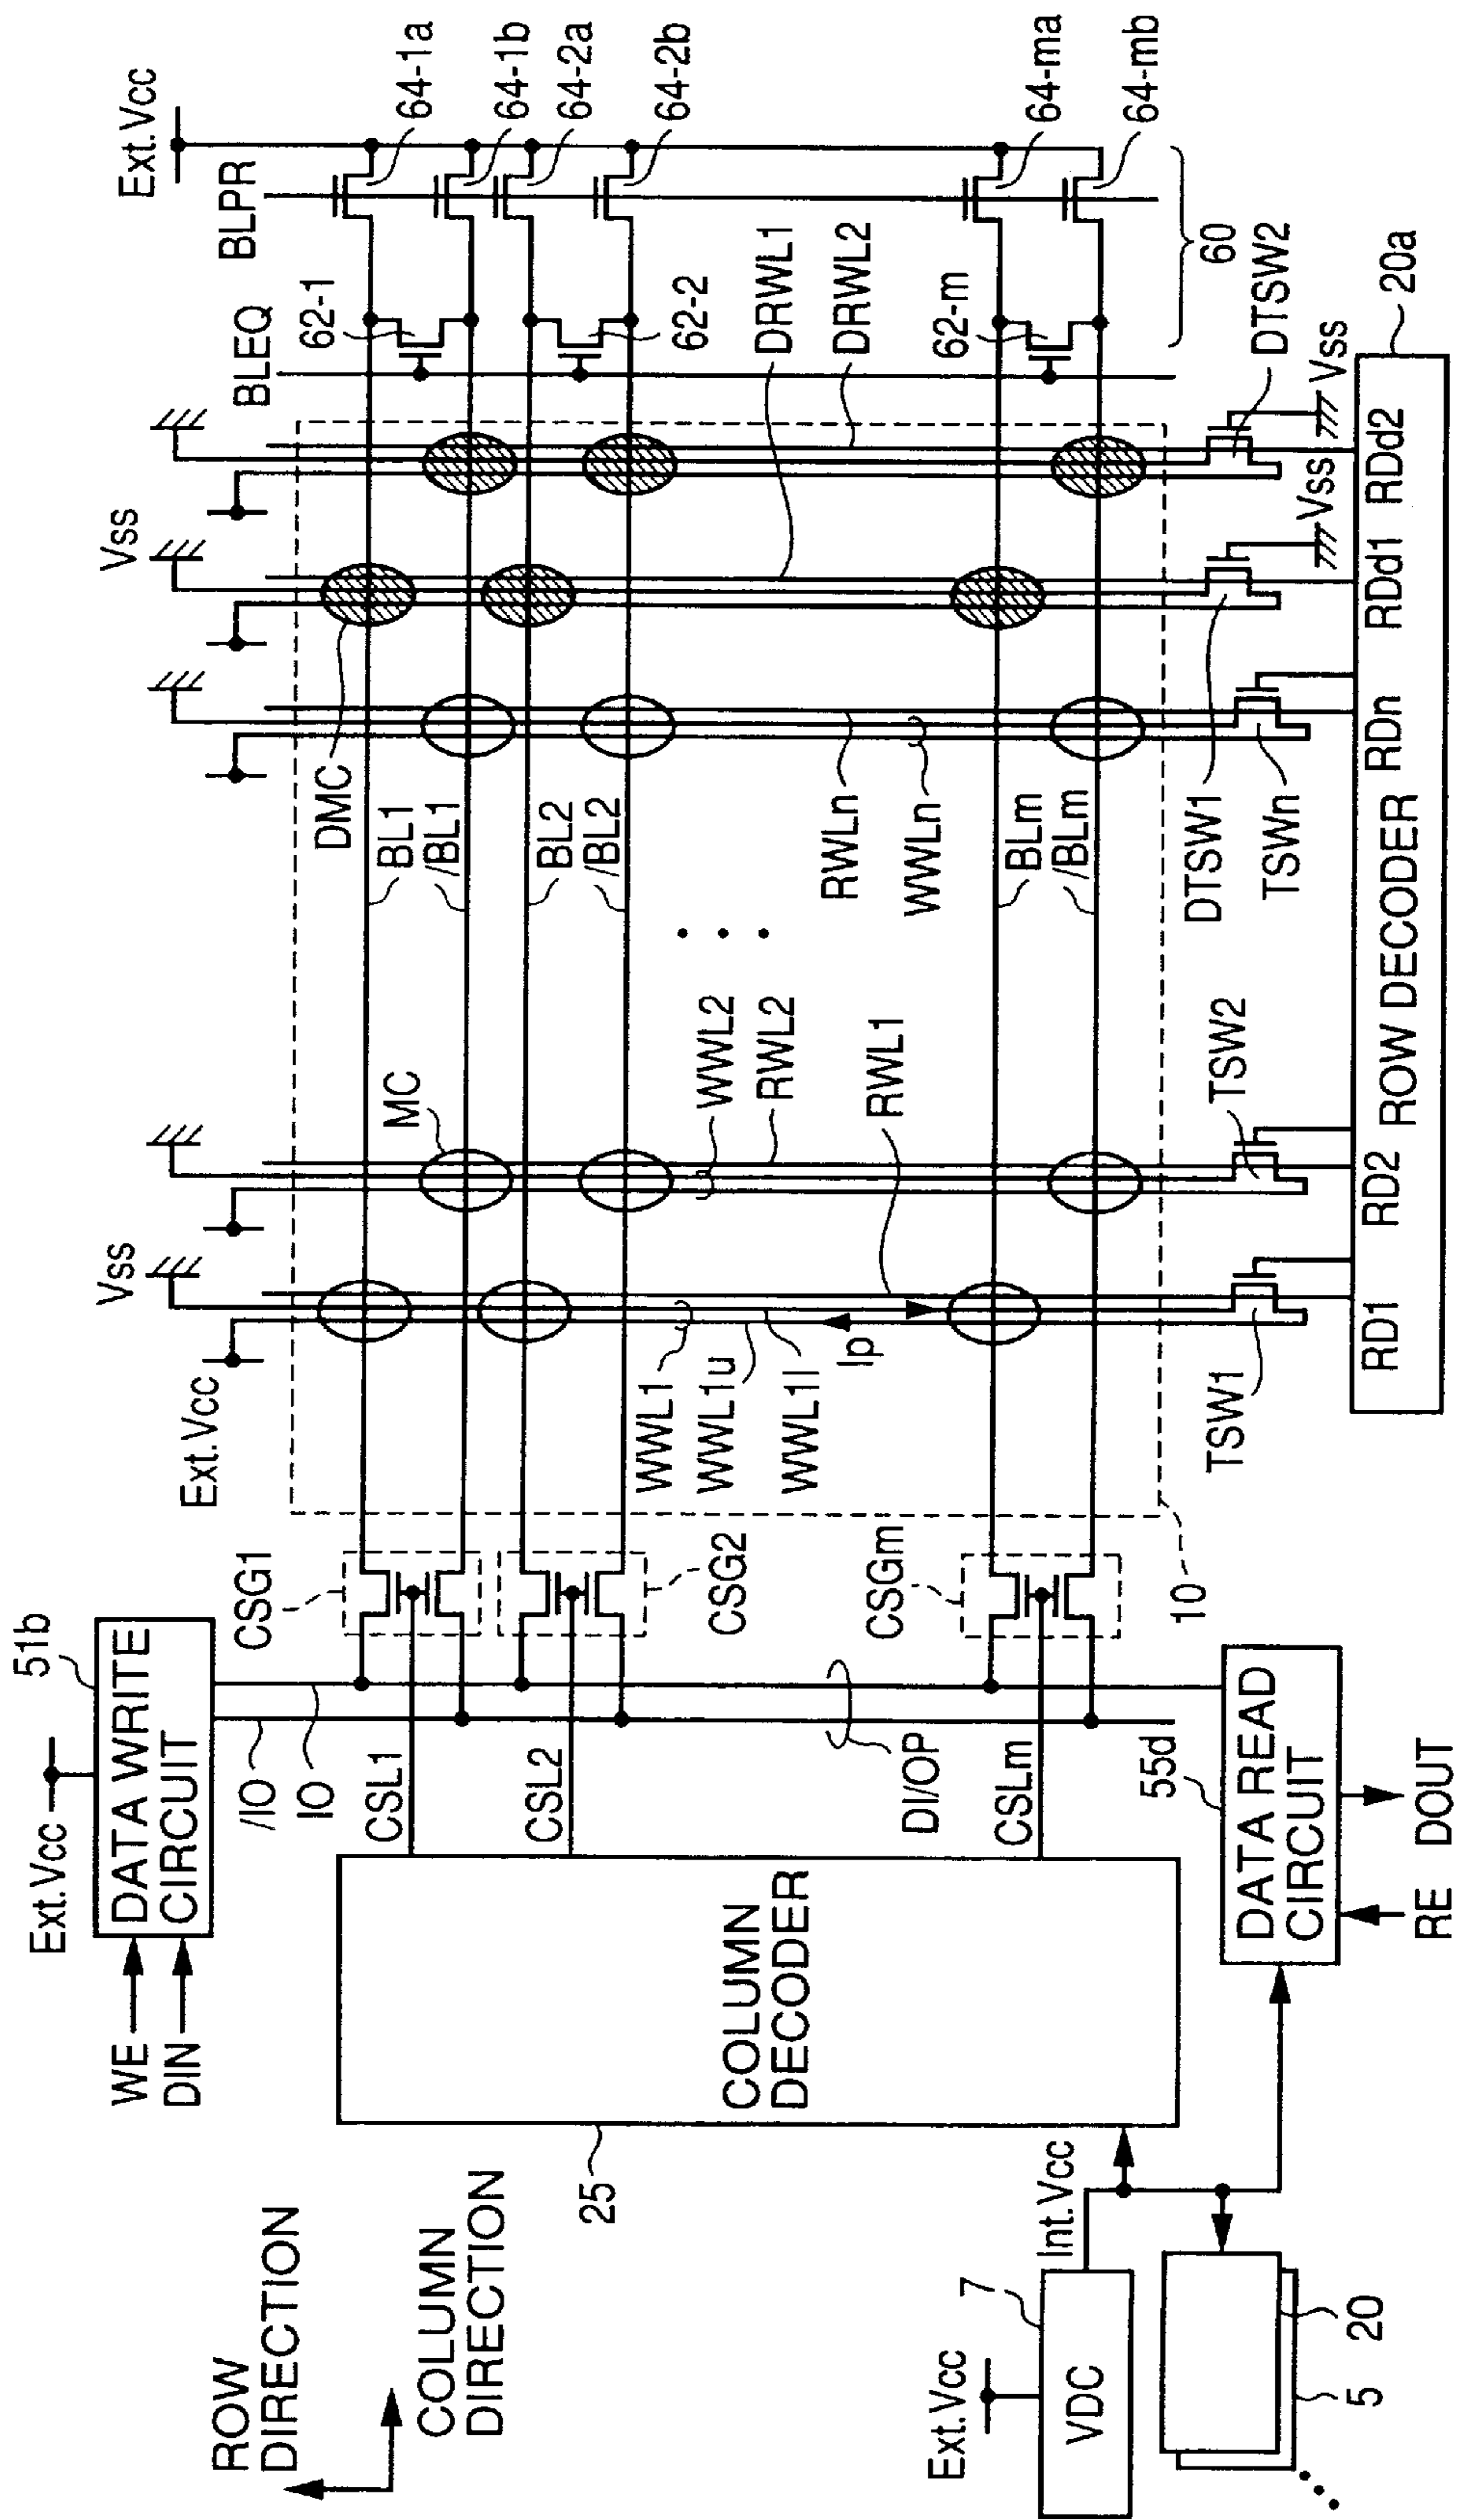 Ext.Vcc
51b
WE
DIN
DATA WRITE
CIRCUIT
/IO
IO
ROW
DIRECTION
COLUMN
DIRECTION
25
COLUMN
DECODER
CSL1
CSL2
CSLm
DI/OP
CSG1
CSG2
CSGm
10
Ext.Vcc
7
VDC
Int.Vcc
20
5
55d
DATA READ
CIRCUIT
RE
DOUT
Ext.Vcc
Vss
WWL1
WWL1u
WWL1l
Ip
RWL1
MC
WWL2
RWL2
BL1
/BL1
BL2
/BL2
BLm
/BLm
RWLn
WWLn
DMC
Vss
DRWL1
DRWL2
BLEQ
BLPR
Ext.Vcc
62-1
62-2
62-m
64-1a
64-1b
64-2a
64-2b
64-ma
64-mb
60
TSW1
TSW2
TSWn
DTSW1
DTSW2
Vss
Vss
20a
RD1
RD2
RDn
RDd1
RDd2
ROW DECODER